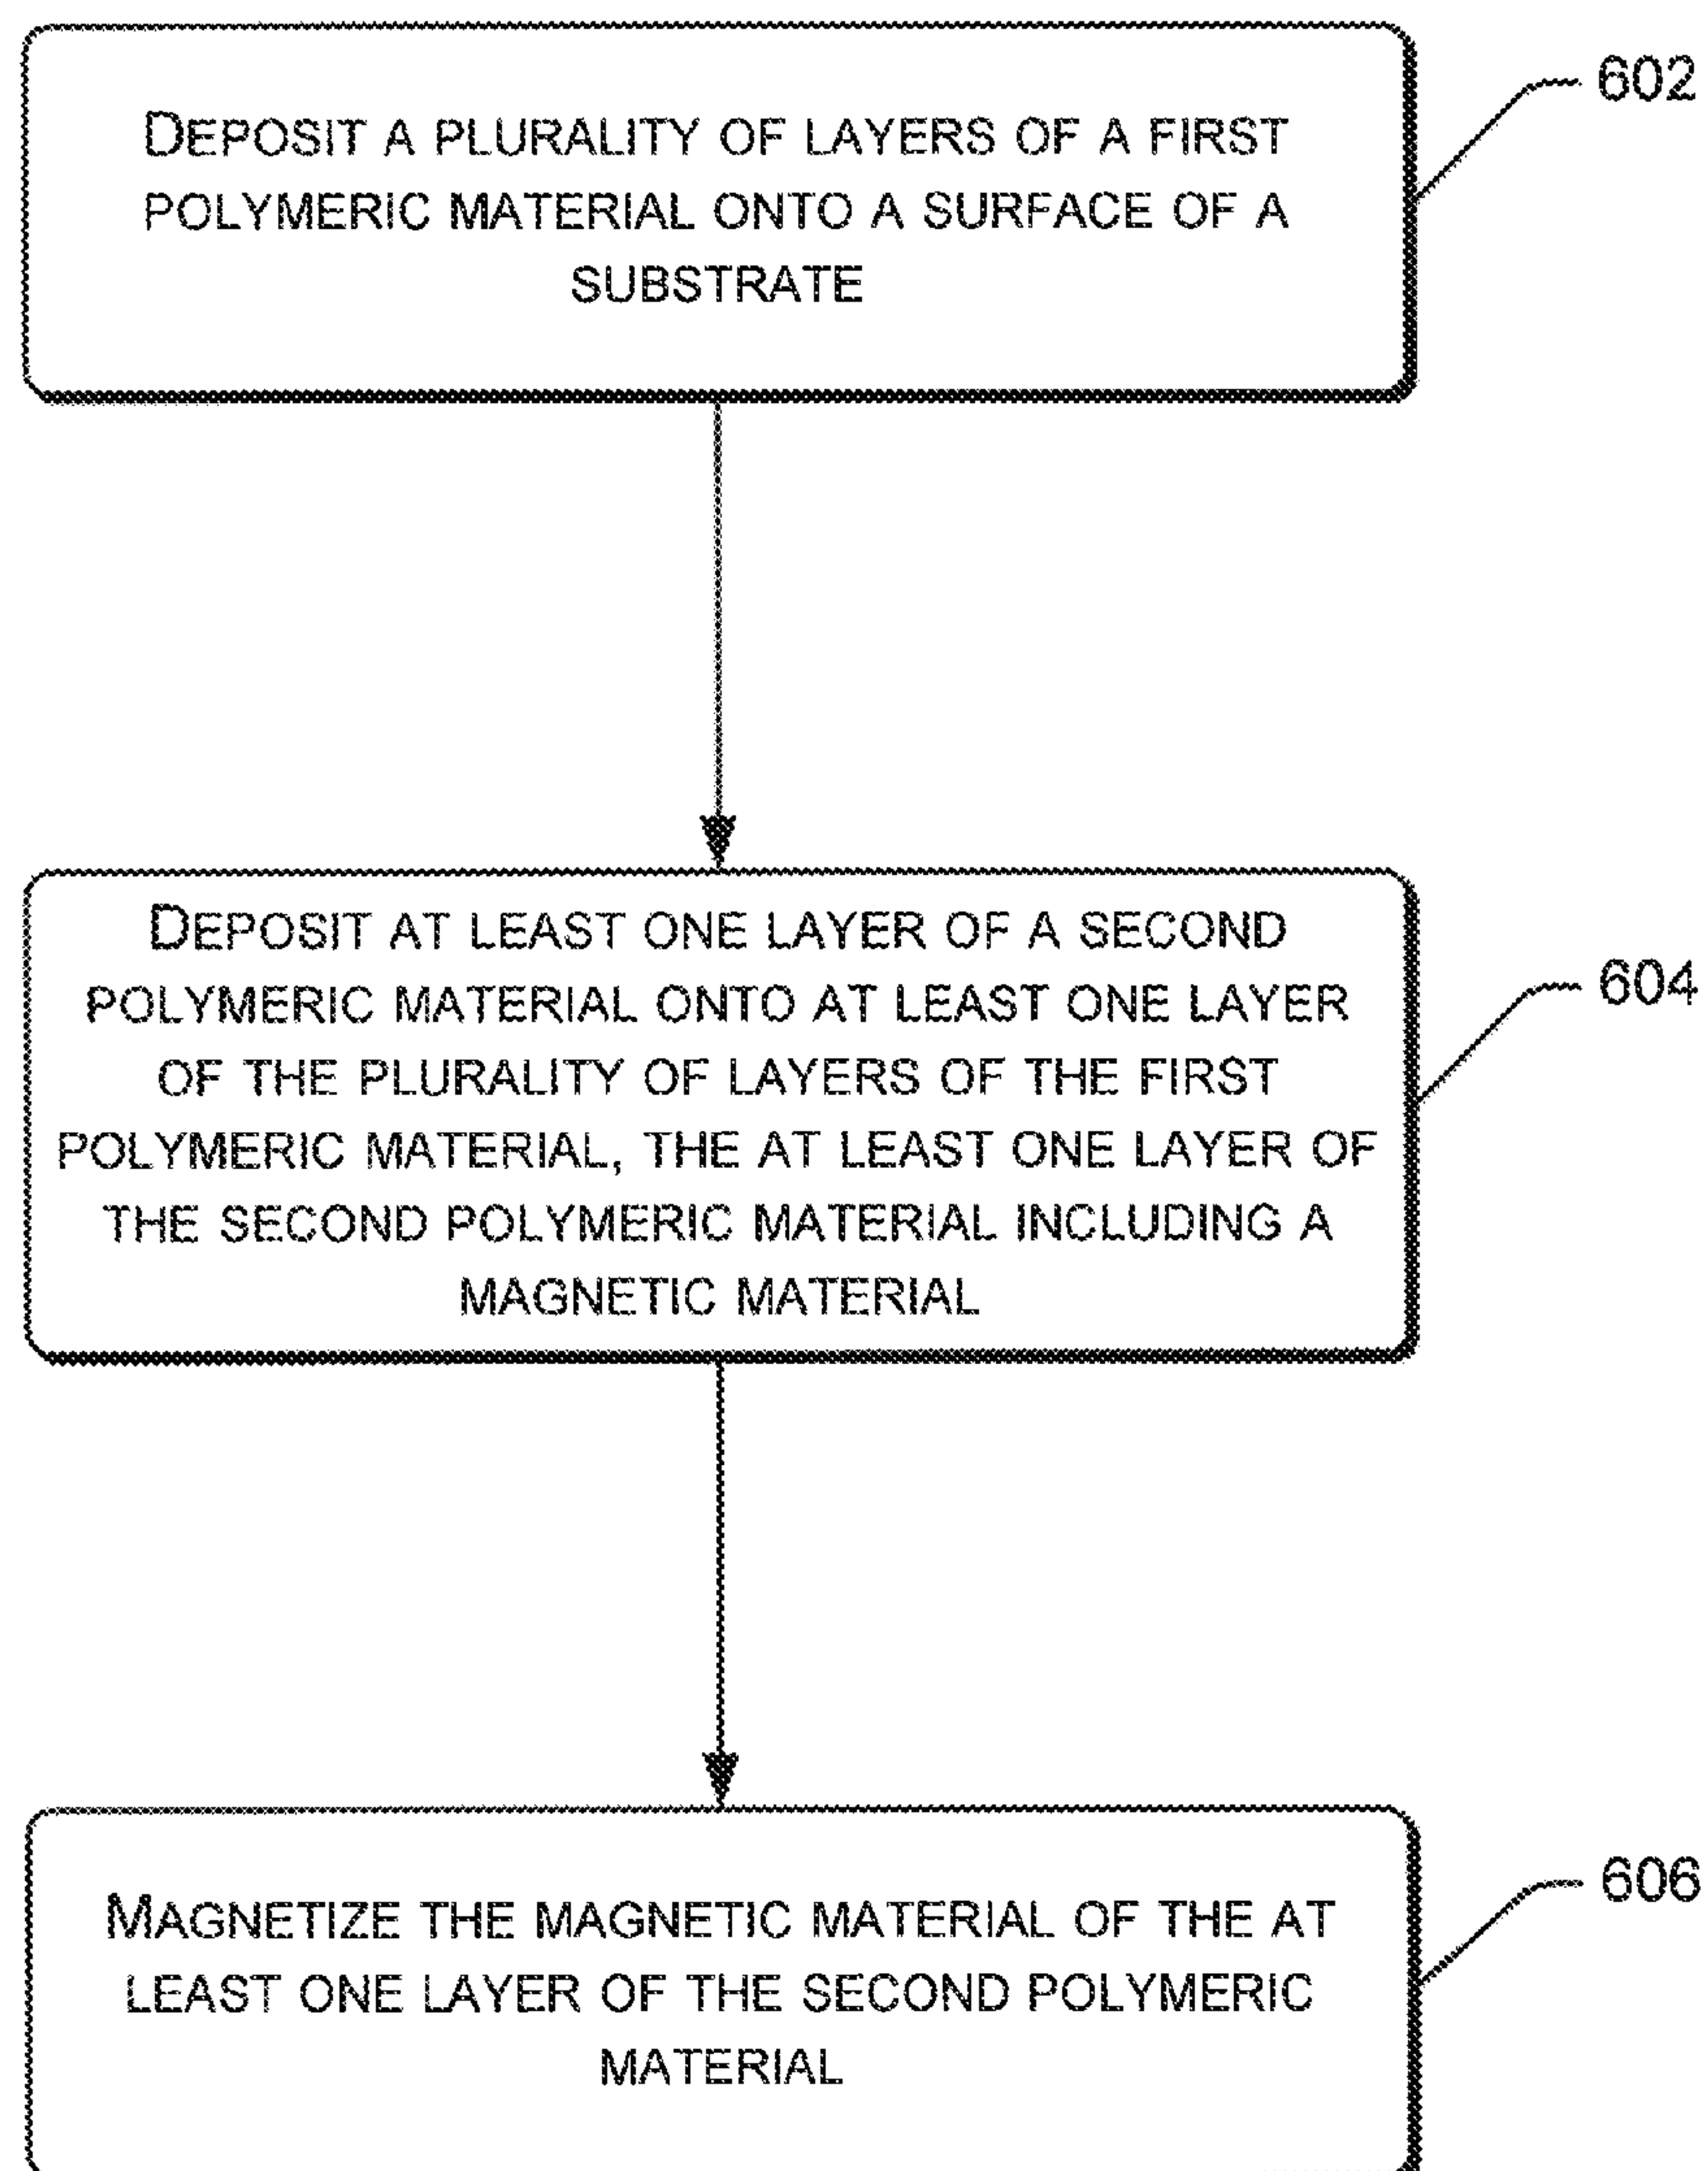 DEPOSIT A PLURALITY OF LAYERS OF A FIRST
POLYMERIC MATERIAL ONTO A SURFACE OF A
SUBSTRATE
602
DEPOSIT AT LEAST ONE LAYER OF A SECOND
POLYMERIC MATERIAL ONTO AT LEAST ONE LAYER
OF THE PLURALITY OF LAYERS OF THE FIRST
POLYMERIC MATERIAL, THE AT LEAST ONE LAYER OF
THE SECOND POLYMERIC MATERIAL INCLUDING A
MAGNETIC MATERIAL
604
MAGNETIZE THE MAGNETIC MATERIAL OF THE AT
LEAST ONE LAYER OF THE SECOND POLYMERIC
MATERIAL
606